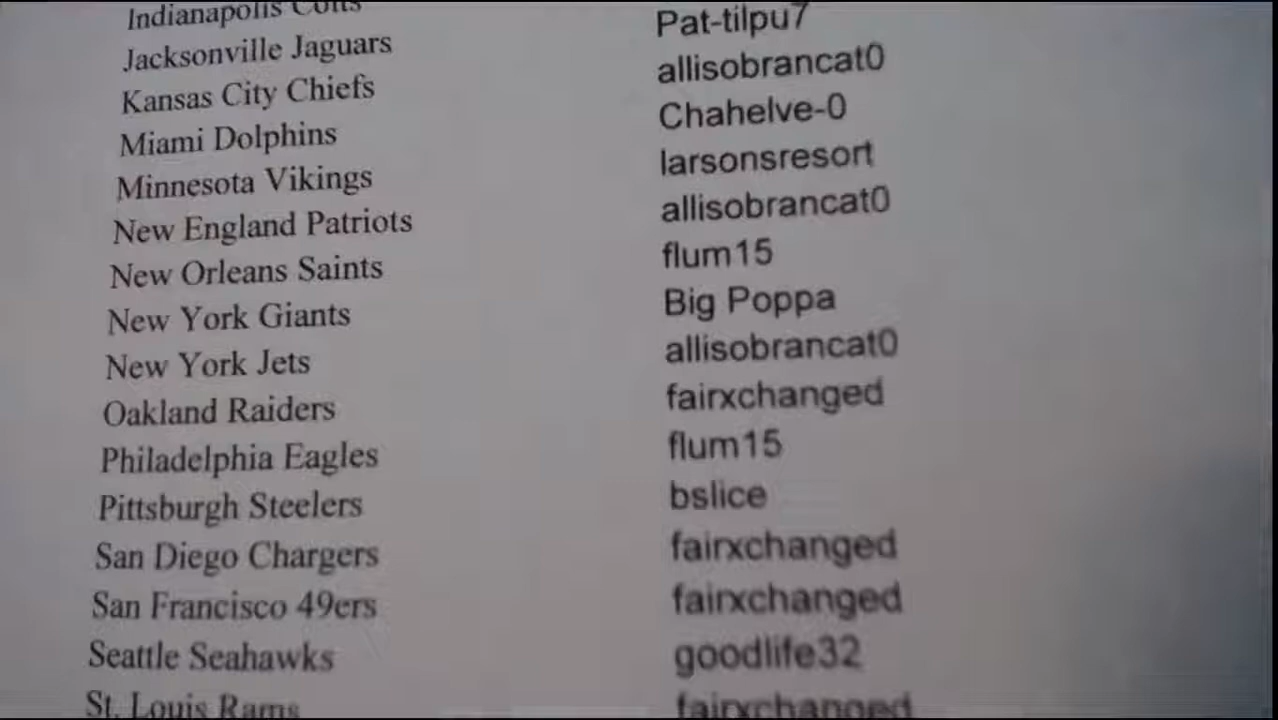 Indianapolis Colts
Jacksonville Jaguars Pat-tilpu7
Kansas City Chiefs allisobrancat0
Miami Dolphins Chahelve-0
Minnesota Vikings larsonsresort
New England Patriots allisobrancat0
New Orleans Saints flum15
New York Giants Big Poppa
New York Jets allisobrancat0
Oakland Raiders fairxchanged
Philadelphia Eagles flum15
Pittsburgh Steelers bslice
San Diego Chargers fairxchanged
San Francisco 49ers fairxchanged
Seattle Seahawks goodlife32
St. Louis Rams fairxchanged